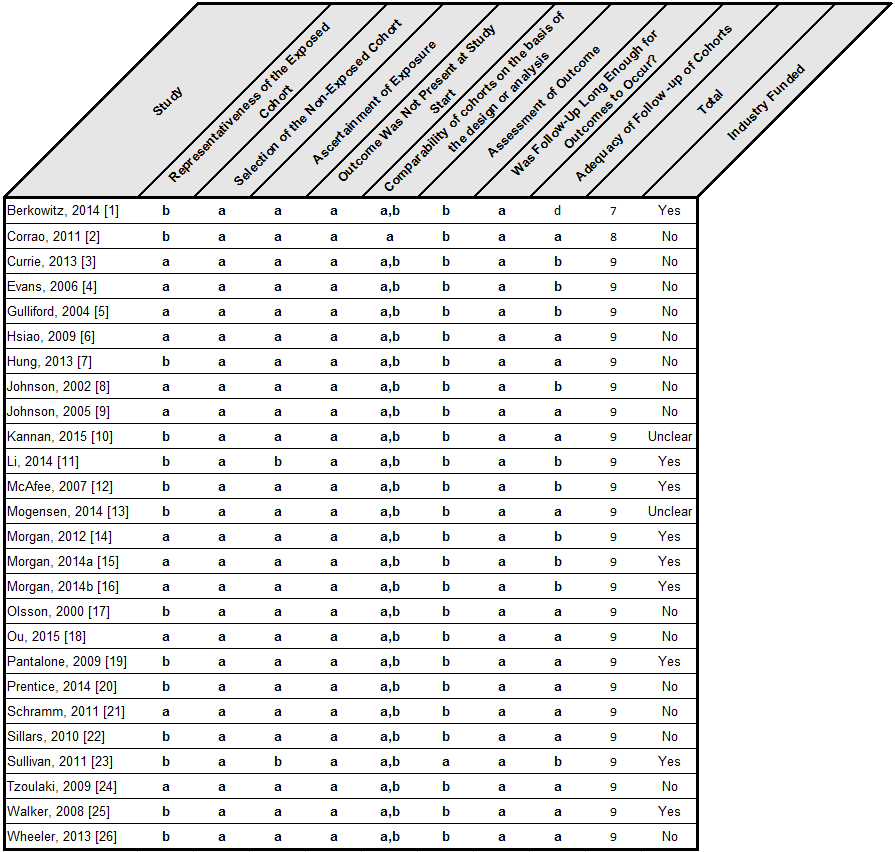 Study
Representativeness of the Exposed
Cohort
Selection of the Non-Exposed Cohort
Ascertainment of Exposure
Outcome Was Not Present at Study
Start
Comparability of cohorts on the basis of
the design or analysis
Assessment of Outcome
Was Follow-Up Long Enough for
Outcomes to Occur?
Adequacy of Follow-up of Cohorts
Total
Industry Funded
Berkowitz, 2014 [1] b a a a a,b b a d 7 Yes
Corrao, 2011 [2] b a a a a b a a 8 No
Currie, 2013 [3] a a a a a,b b a b 9 No
Evans, 2006 [4] a a a a a,b b a b 9 No
Gulliford, 2004 [5] a a a a a,b b a b 9 No
Hsiao, 2009 [6] a a a a a,b b a a 9 No
Hung, 2013 [7] b a a a a,b b a a 9 No
Johnson, 2002 [8] a a a a a,b b a b 9 No
Johnson, 2005 [9] a a a a a,b b a a 9 No
Kannan, 2015 [10] b a a a a,b b a a 9 Unclear
Li, 2014 [11] b a b a a,b b a b 9 Yes
McAfee, 2007 [12] b a a a a,b b a b 9 Yes
Mogensen, 2014 [13] b a a a a,b b a a 9 Unclear
Morgan, 2012 [14] a a a a a,b b a b 9 Yes
Morgan, 2014a [15] a a a a a,b b a b 9 Yes
Morgan, 2014b [16] a a a a a,b b a b 9 Yes
Olsson, 2000 [17] b a a a a,b b a a 9 No
Ou, 2015 [18] a a a a a,b b a a 9 No
Pantalone, 2009 [19] b a a a a,b b a a 9 Yes
Prentice, 2014 [20] b a a a a,b b a a 9 No
Schramm, 2011 [21] a a a a a,b b a a 9 No
Sillars, 2010 [22] b a a a a,b b a a 9 No
Sullivan, 2011 [23] b a b a a,b a a b 9 Yes
Tzoulaki, 2009 [24] a a a a a,b b a a 9 No
Walker, 2008 [25] b a a a a,b b a a 9 Yes
Wheeler, 2013 [26] b a a a a,b b a a 9 No